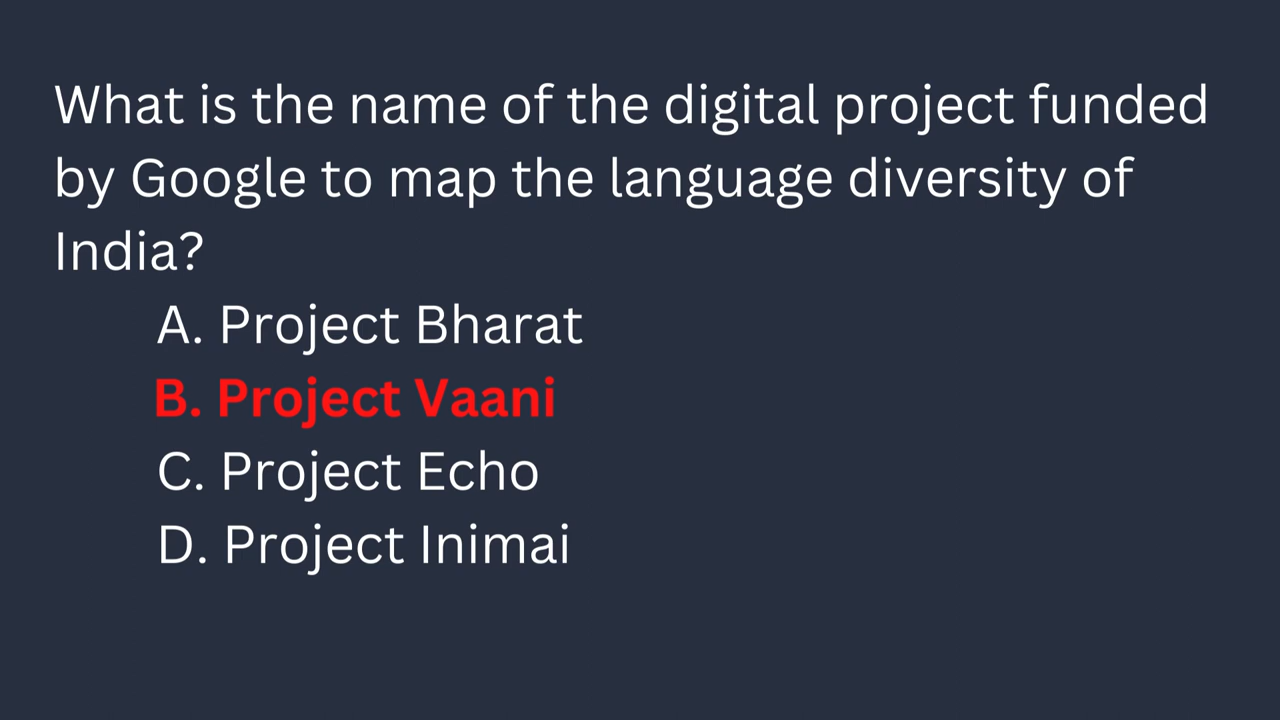 What is the name of the digital project funded
by Google to map the language diversity of
India?
A. Project Bharat
B. Project Vaani
C. Project Echo
D. Project Inimai